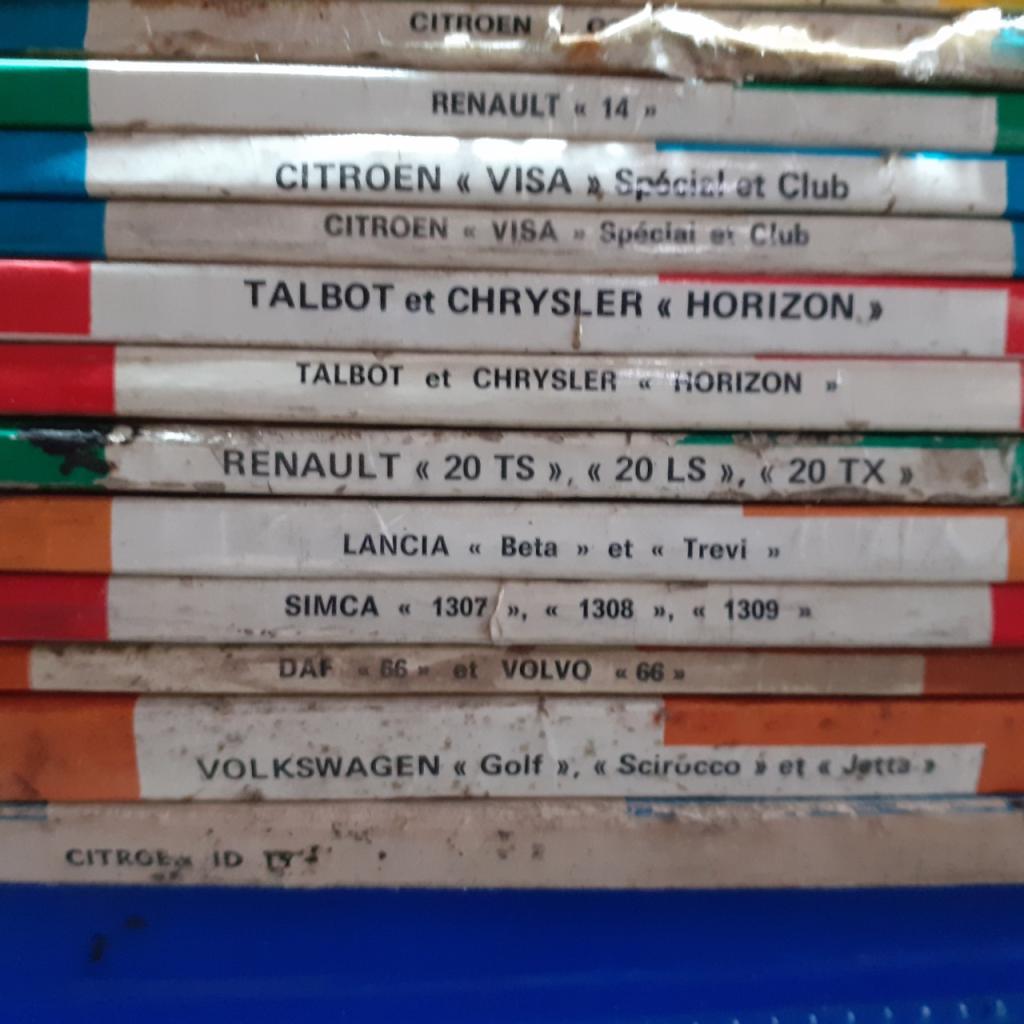 CITROEN
RENAULT « 14 »
CITROEN « VISA » Spécial et Club
CITROEN « VISA » Spécial et Club
TALBOT et CHRYSLER « HORIZON »
TALBOT et CHRYSLER « HORIZON »
RENAULT « 20 TS », « 20 LS », « 20 TX »
LANCIA « Beta » et « Trevi »
SIMCA « 1307 », « 1308 », « 1309 »
DAF « 66 » et VOLVO « 66 »
VOLKSWAGEN « Golf », « Scirocco » et « Jetta »
CITROEN ID